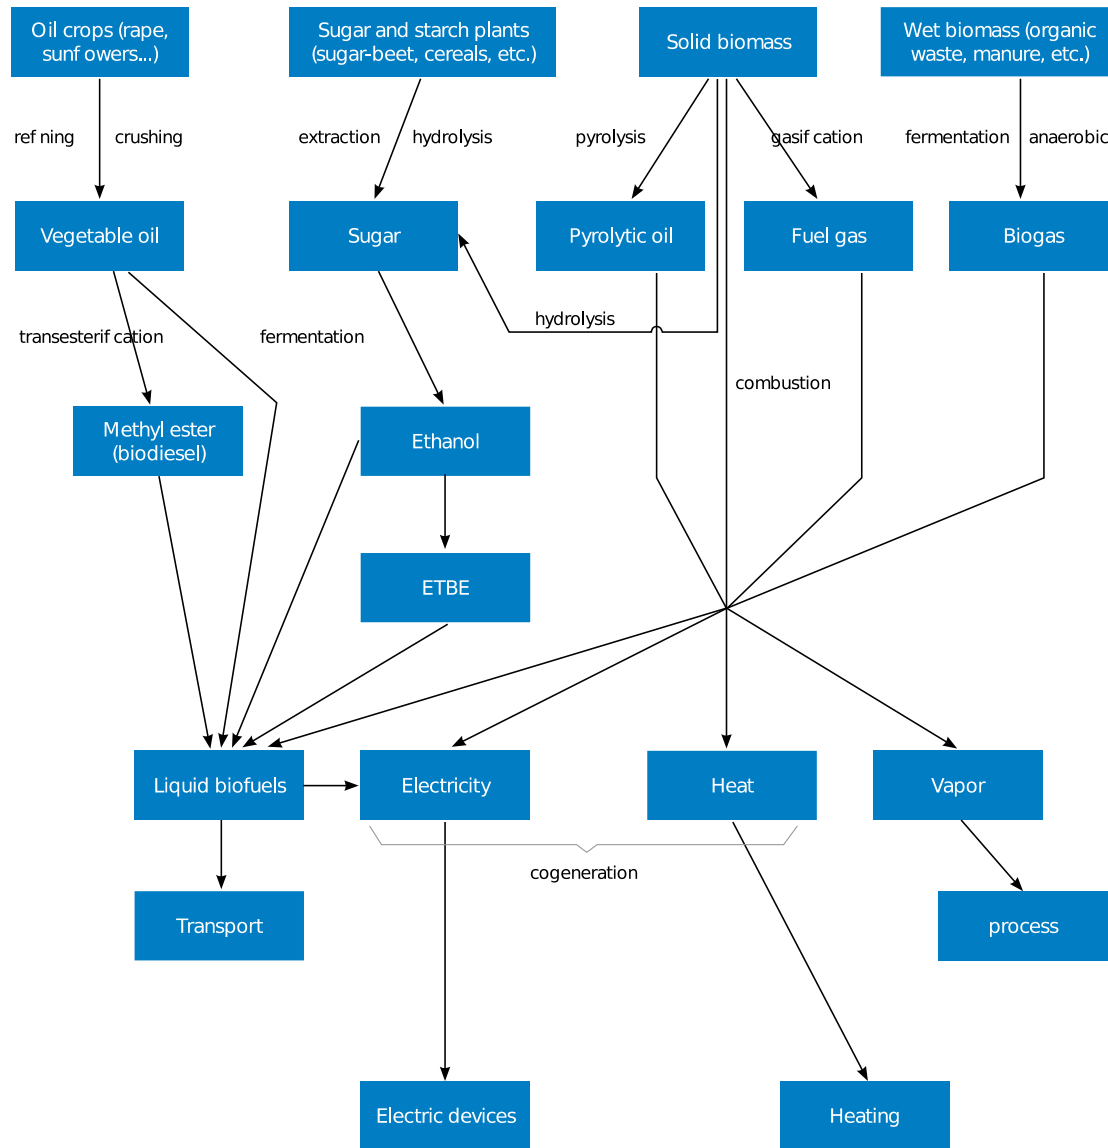 Oil crops (rape,
sunf owers...)
Sugar and starch plants
(sugar-beet, cereals, etc.)
Solid biomass
Wet biomass (organic
waste, manure, etc.)
ref ning
crushing
extraction
hydrolysis
pyrolysis
gasif cation
fermentation
anaerobic
Vegetable oil
Sugar
Pyrolytic oil
Fuel gas
Biogas
transesterif cation
fermentation
hydrolysis
combustion
Methyl ester
(biodiesel)
Ethanol
ETBE
Liquid biofuels
Electricity
Heat
Vapor
cogeneration
Transport
process
Electric devices
Heating